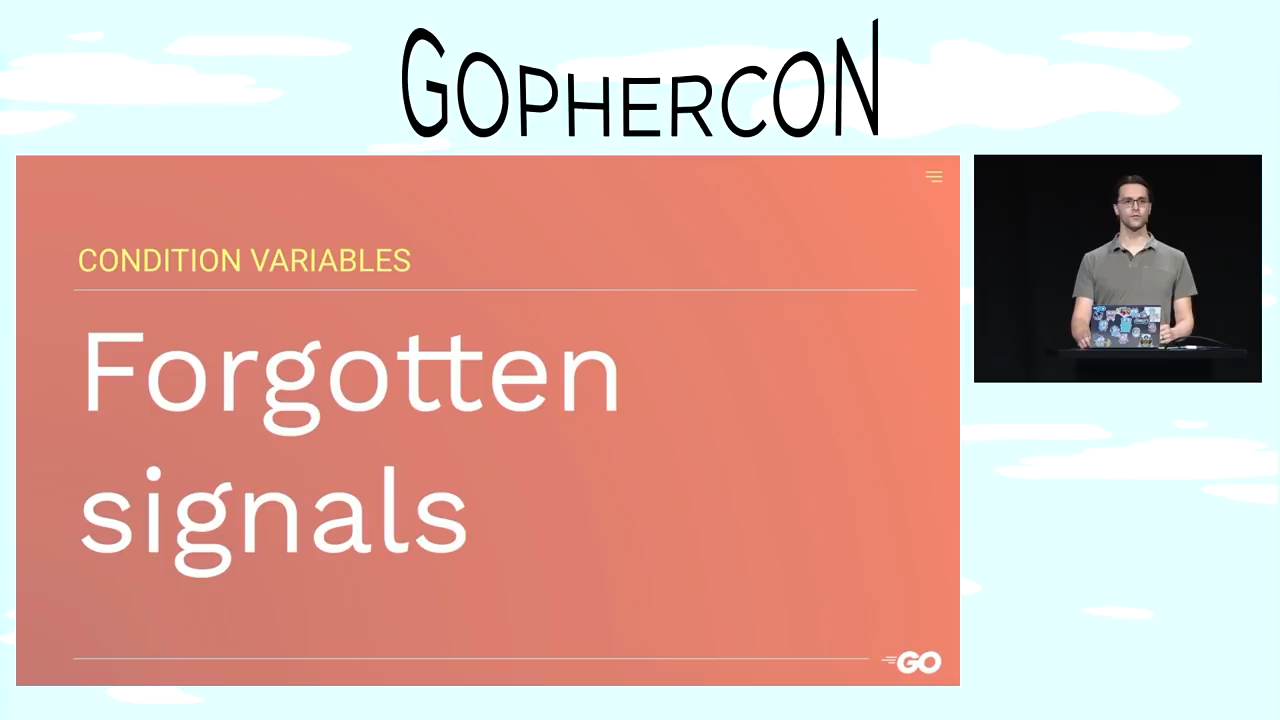 GOPHERCON
CONDITION VARIABLES
Forgotten
signals
GO